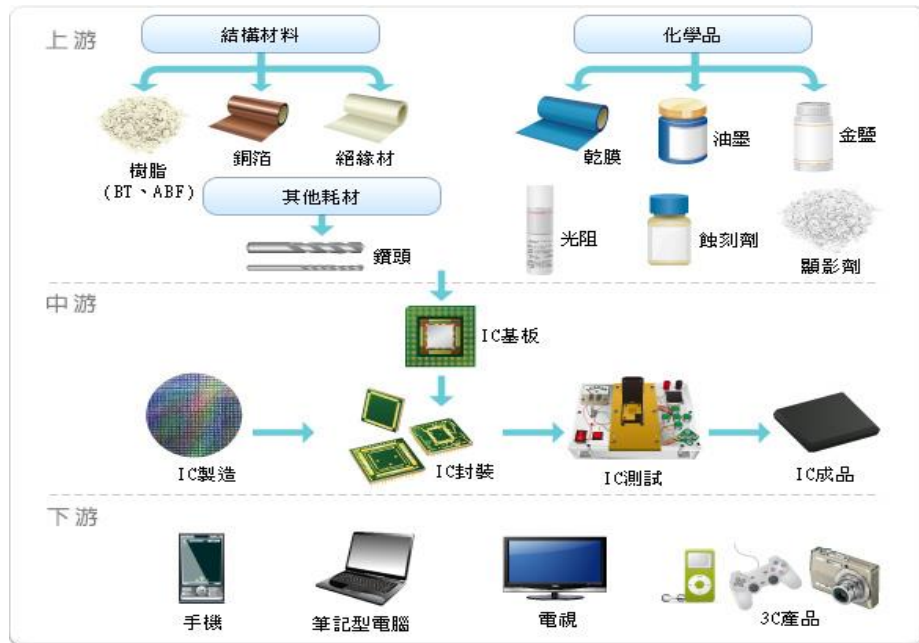 上游
結構材料
化學品
樹脂
(BT、ABF)
銅箔
絕緣材
乾膜
油墨
金鹽
其他耗材
鑽頭
光阻
蝕刻劑
顯影劑
中游
IC基板
IC製造
IC封裝
IC測試
IC成品
下游
手機
筆記型電腦
電視
3C產品